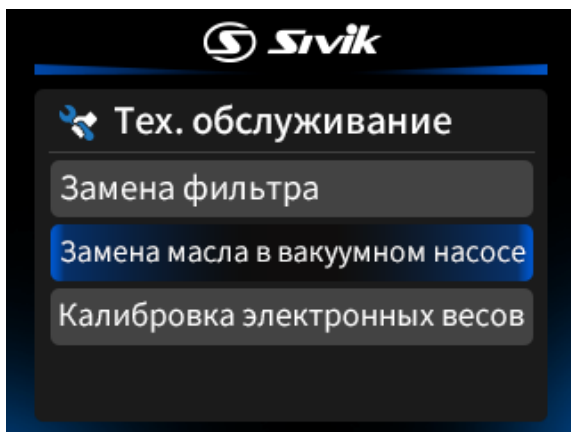 Sivik
Тех. обслуживание
Замена фильтра
Замена масла в вакуумном насосе
Калибровка электронных весов